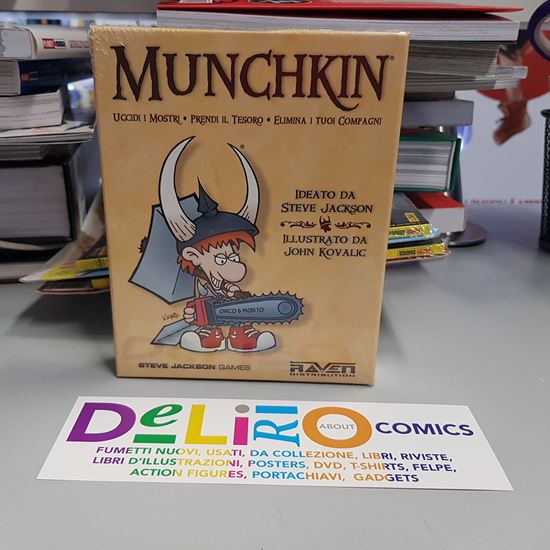 MUNCHKIN®
UCCIDI I MOSTRI • PRENDI IL TESORO • ELIMINA I TUOI COMPAGNI
®
IDEATO DA
STEVE JACKSON
ILLUSTRATO DA
JOHN KOVALIC
ORCO È MORTO
STEVE JACKSON GAMES
RAVEN
DISTRIBUTION
DeLiRiO
ABOUT
COMICS
FUMETTI NUOVI, USATI, DA COLLEZIONE, LIBRI, RIVISTE,
LIBRI D'ILLUSTRAZIONI, POSTERS, DVD, T-SHIRTS, FELPE,
ACTION FIGURES, PORTACHIAVI, GADGETS